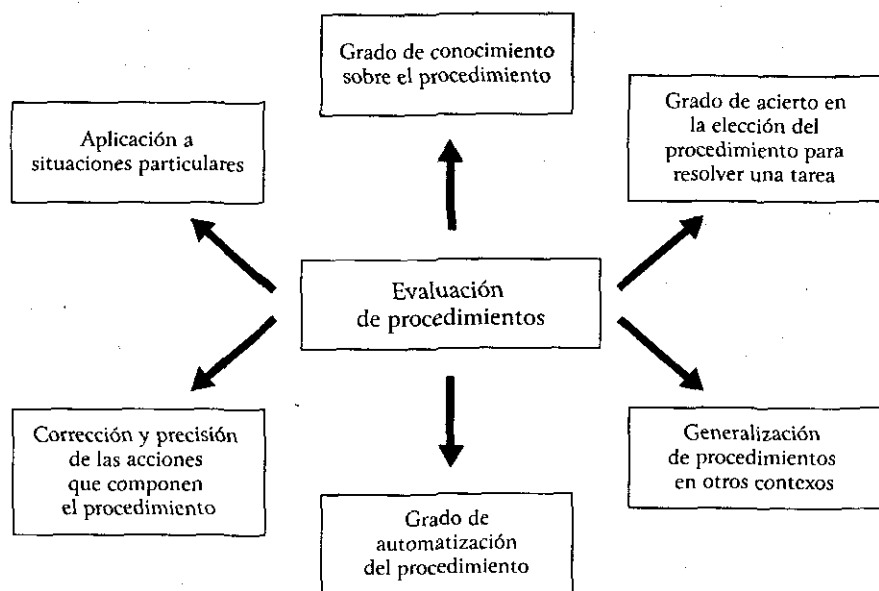 Grado de conocimiento
sobre el procedimiento
Aplicación a
situaciones particulares
Grado de acierto en
la elección del
procedimiento para
resolver una tarea
Evaluación
de procedimientos
Corrección y precisión
de las acciones
que componen
el procedimiento
Grado de
automatización
del procedimiento
Generalización
de procedimientos
en otros contexos